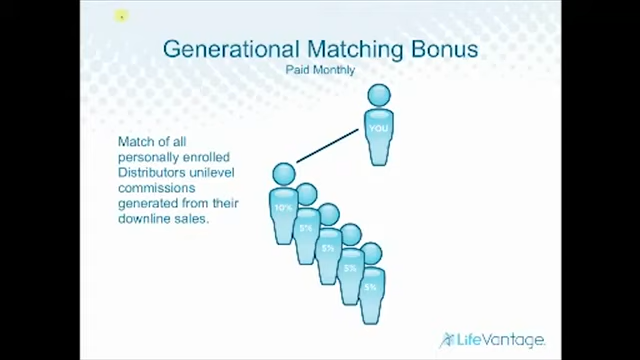 Generational Matching Bonus
Paid Monthly
YOU
Match of all
personally enrolled
Distributors unilevel
commissions
generated from their
downline sales.
10%
5%
5%
5%
5%
LifeVantage